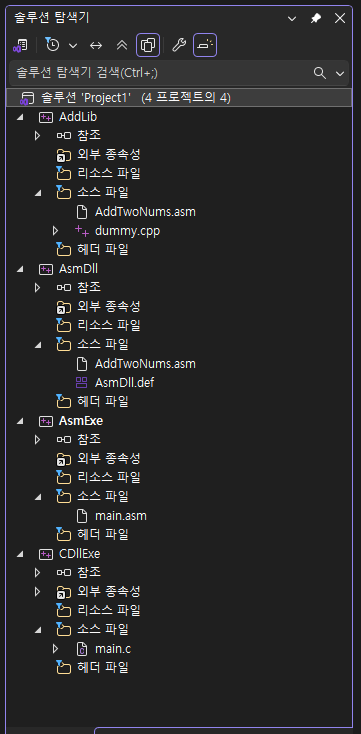 솔루션 탐색기
솔루션 탐색기 검색(Ctrl+;)
솔루션 'Project1' (4 프로젝트의 4)
AddLib
참조
외부 종속성
리소스 파일
소스 파일
AddTwoNums.asm
dummy.cpp
헤더 파일
AsmDll
참조
외부 종속성
리소스 파일
소스 파일
AddTwoNums.asm
AsmDll.def
헤더 파일
AsmExe
참조
외부 종속성
리소스 파일
소스 파일
main.asm
헤더 파일
CDllExe
참조
외부 종속성
리소스 파일
소스 파일
main.c
헤더 파일